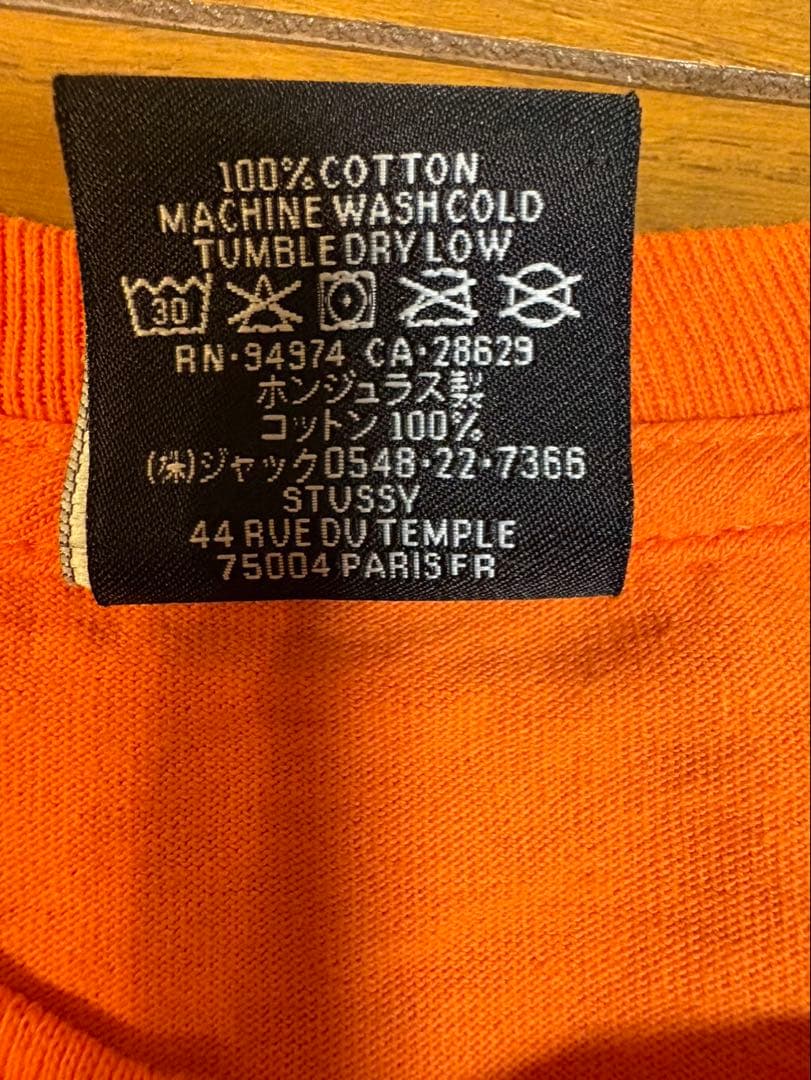 100% COTTON
MACHINE WASH COLD
TUMBLE DRY LOW
30
RN·94974 CA·28629
ホンジュラス製
コットン 100%
(株)ジャック0548·22·7366
STUSSY
44 RUE DU TEMPLE
75004 PARIS FR